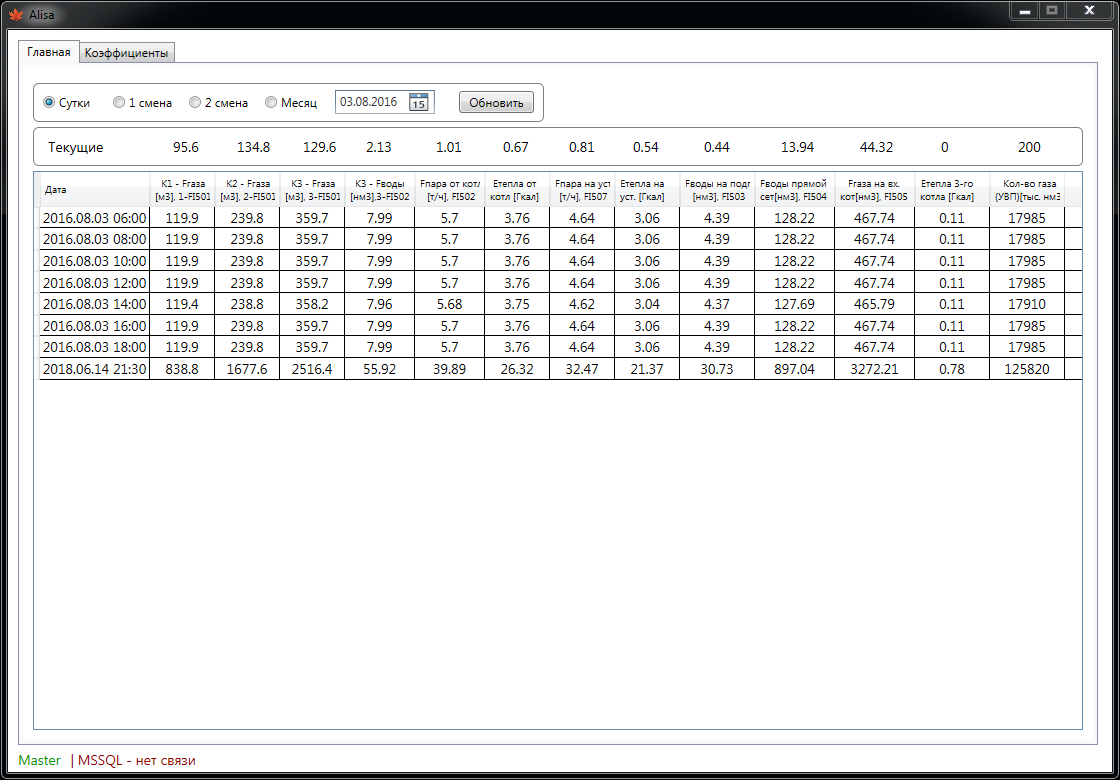 Alisa
Главная Коэффициенты
Сутки 1 смена 2 смена Месяц 03.08.2016 15 Обновить
Текущие 95.6 134.8 129.6 2.13 1.01 0.67 0.81 0.54 0.44 13.94 44.32 0 200
Дата K1 - Fгаза K2 - Fгаза K3 - Fгаза K3 - Fводы Fпара от котл Eтепла от Fпара на уст Eтепла на Fводы на подг Fводы прямой Fгаза на вх. Eтепла 3-го Кол-во газа
[м3], 1-FI501 [м3], 2-FI501 [м3], 3-FI501 [нм3],3-FI502 [т/ч], FI502 котл [Гкал] [т/ч], FI507 уст. [Гкал] [нм3], FI503 сет[нм3], FI504 кот[нм3], FI505 котла [Гкал] (УВП)[тыс. нм3
2016.08.03 06:00 119.9 239.8 359.7 7.99 5.7 3.76 4.64 3.06 4.39 128.22 467.74 0.11 17985
2016.08.03 08:00 119.9 239.8 359.7 7.99 5.7 3.76 4.64 3.06 4.39 128.22 467.74 0.11 17985
2016.08.03 10:00 119.9 239.8 359.7 7.99 5.7 3.76 4.64 3.06 4.39 128.22 467.74 0.11 17985
2016.08.03 12:00 119.9 239.8 359.7 7.99 5.7 3.76 4.64 3.06 4.39 128.22 467.74 0.11 17985
2016.08.03 14:00 119.4 238.8 358.2 7.96 5.68 3.75 4.62 3.04 4.37 127.69 465.79 0.11 17910
2016.08.03 16:00 119.9 239.8 359.7 7.99 5.7 3.76 4.64 3.06 4.39 128.22 467.74 0.11 17985
2016.08.03 18:00 119.9 239.8 359.7 7.99 5.7 3.76 4.64 3.06 4.39 128.22 467.74 0.11 17985
2018.06.14 21:30 838.8 1677.6 2516.4 55.92 39.89 26.32 32.47 21.37 30.73 897.04 3272.21 0.78 125820
Master | MSSQL - нет связи